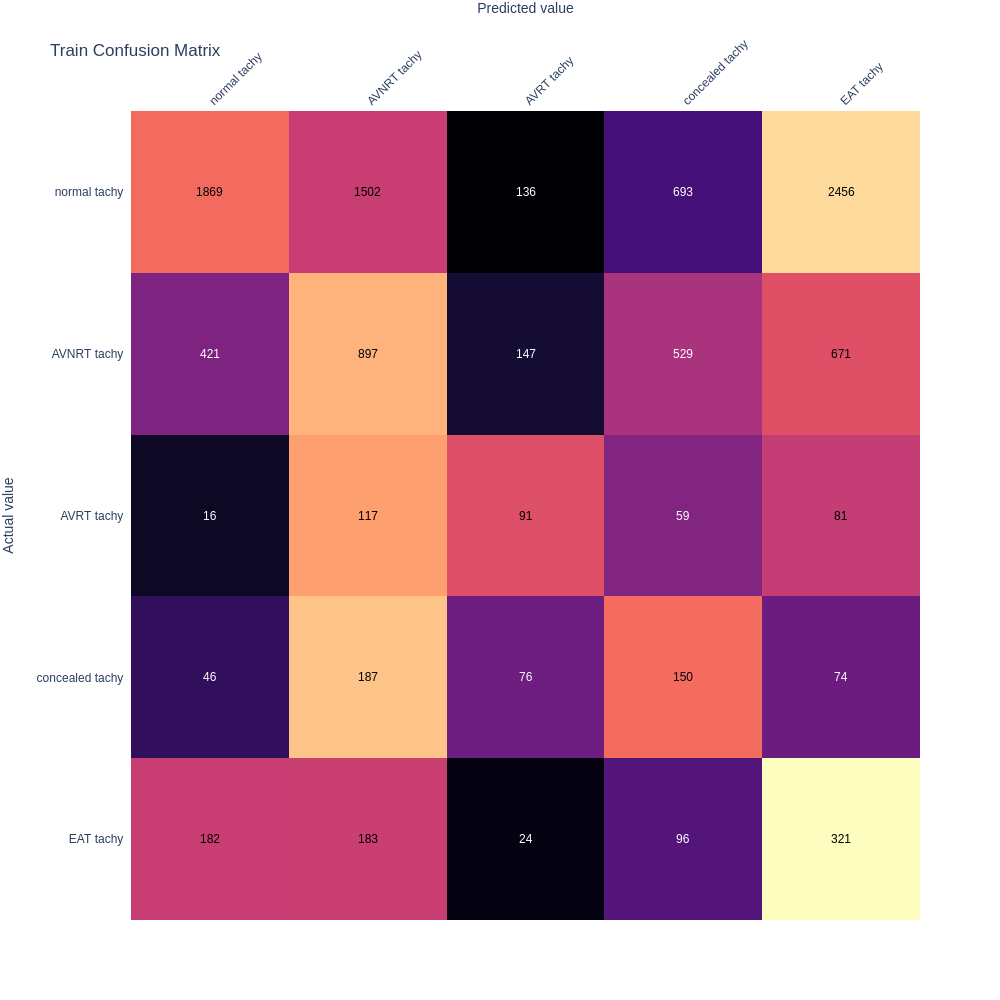 Predicted value
Train Confusion Matrix
normal tachy AVNRT tachy AVRT tachy concealed tachy EAT tachy
normal tachy 1869 1502 136 693 2456
AVNRT tachy 421 897 147 529 671
Actual value
AVRT tachy 16 117 91 59 81
concealed tachy 46 187 76 150 74
EAT tachy 182 183 24 96 321